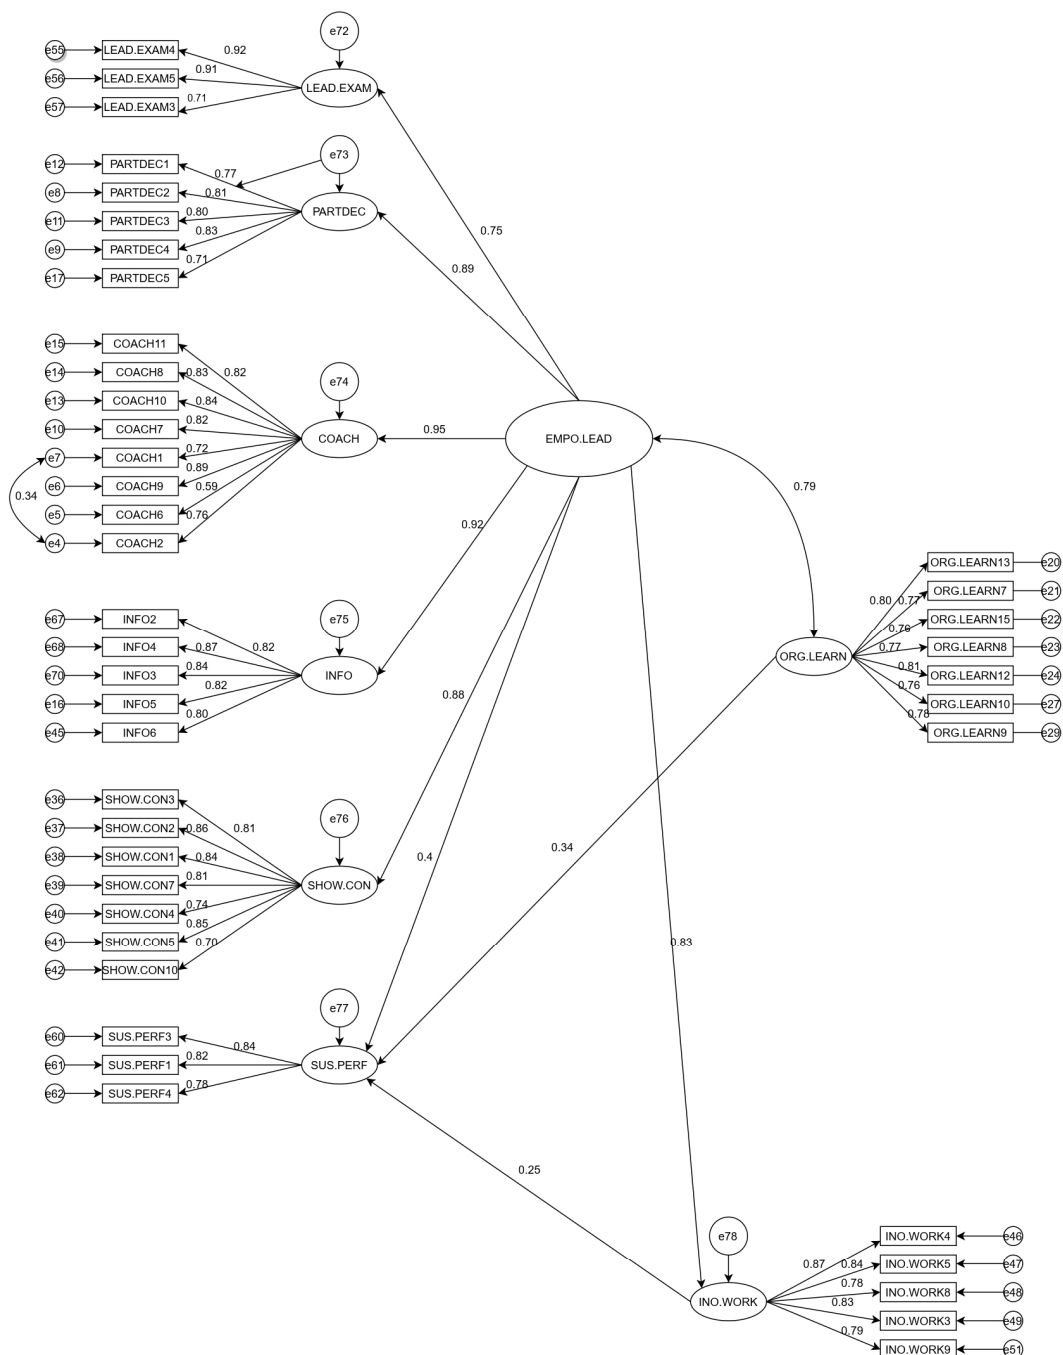 e72
e55 LEAD.EXAM4 0.92
e56 LEAD.EXAM5 0.91 LEAD.EXAM
e57 LEAD.EXAM3 0.71
e73
e12 PARTDEC1 0.77
e8 PARTDEC2 0.81
e11 PARTDEC3 0.80 PARTDEC
e9 PARTDEC4 0.83 0.75
e17 PARTDEC5 0.71 0.89
e15 COACH11
e14 COACH8 0.83 0.82 e74
e13 COACH10 0.84
e10 COACH7 0.82 COACH 0.95 EMPO.LEAD
e7 COACH1 0.72
e6 COACH9 0.89
0.34 0.59 0.79
e5 COACH6 0.76 0.92
e4 COACH2
ORG.LEARN13 e20
0.80 0.77 ORG.LEARN7 e21
e67 INFO2 e75 0.76 ORG.LEARN15 e22
e68 INFO4 0.87 0.82 0.77 ORG.LEARN8 e23
e70 INFO3 0.84 INFO ORG.LEARN 0.81 ORG.LEARN12 e24
e16 INFO5 0.82 0.88 0.76 ORG.LEARN10 e27
e45 INFO6 0.80 0.78 ORG.LEARN9 e29
e36 SHOW.CON3
e37 SHOW.CON2 0.86 0.81 e76
e38 SHOW.CON1 0.84 0.4 0.34
e39 SHOW.CON7 0.81 SHOW.CON
e40 SHOW.CON4 0.74
e41 SHOW.CON5 0.85 0.83
e42 SHOW.CON10 0.70
e77
e60 SUS.PERF3 0.84
e61 SUS.PERF1 0.82 SUS.PERF
e62 SUS.PERF4 0.78
0.25
e78 INO.WORK4 e46
0.87 0.84 INO.WORK5 e47
0.78 INO.WORK8 e48
INO.WORK 0.83 INO.WORK3 e49
0.79 INO.WORK9 e51